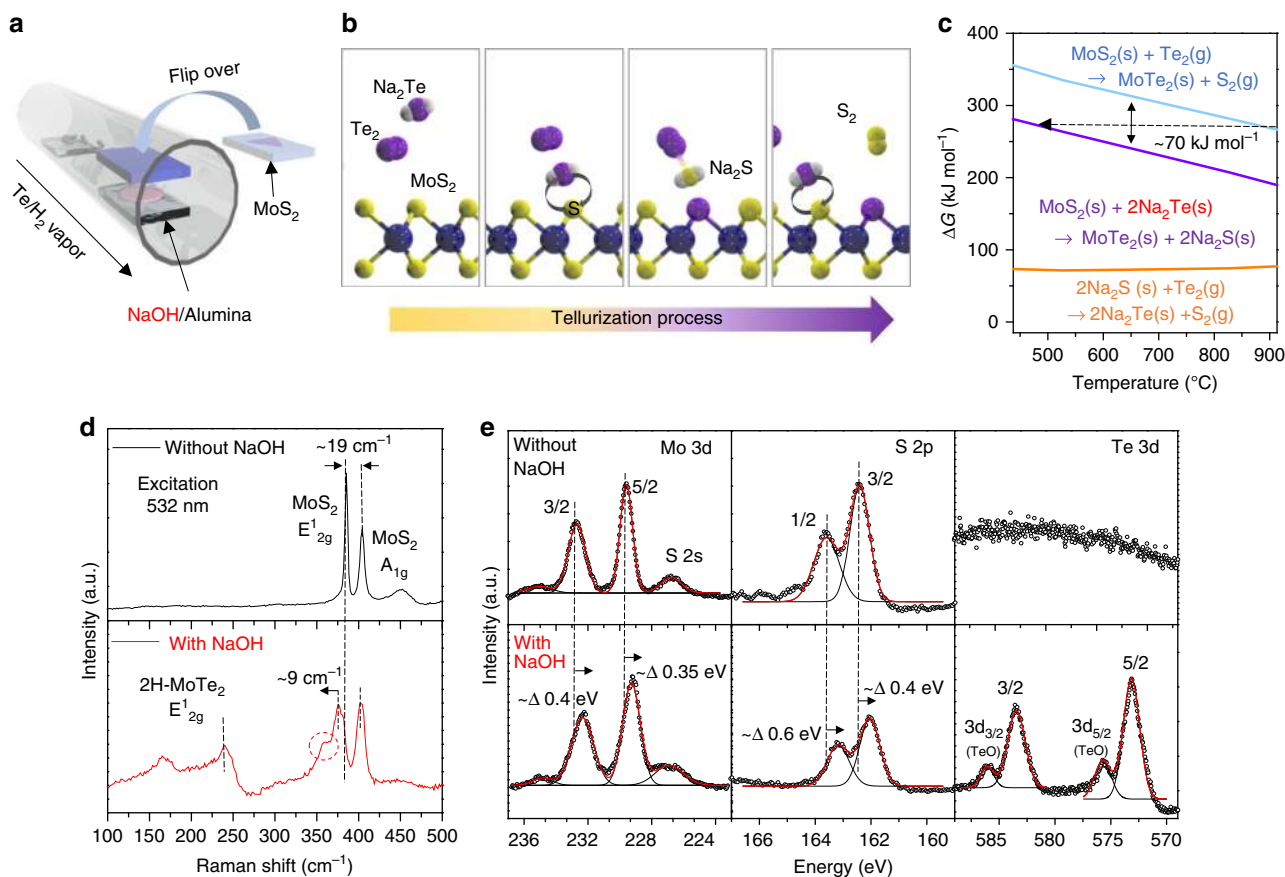 a
Flip over
MoS₂
Te/H₂ vapor
NaOH/Alumina
b
Na₂Te
Te₂
MoS₂
S
Na₂S
S₂
Tellurization process
c
400
300
200
100
0
ΔG (kJ mol⁻¹)
MoS₂(s) + Te₂(g)
→ MoTe₂(s) + S₂(g)
~70 kJ mol⁻¹
MoS₂(s) + 2Na₂Te(s)
→ MoTe₂(s) + 2Na₂S(s)
2Na₂S (s) +Te₂(g)
→2Na₂Te(s) +S₂(g)
500 600 700 800 900
Temperature (°C)
d
Without NaOH
~19 cm⁻¹
Excitation
532 nm
MoS₂
E¹₂g
MoS₂
A₁g
Intensity (a.u.)
With NaOH
~9 cm⁻¹
2H-MoTe₂
E¹₂g
100 150 200 250 300 350 400 450 500
Raman shift (cm⁻¹)
e
Without
NaOH
Mo 3d
3/2
5/2
S 2s
S 2p
1/2
3/2
Te 3d
Intensity (a.u.)
With
NaOH
~Δ 0.4 eV
~Δ 0.35 eV
~Δ 0.6 eV
~Δ 0.4 eV
3d₃/₂
(TeO)
3/2
3d₅/₂
(TeO)
5/2
236 232 228 224
166 164 162 160
585 580 575 570
Energy (eV)